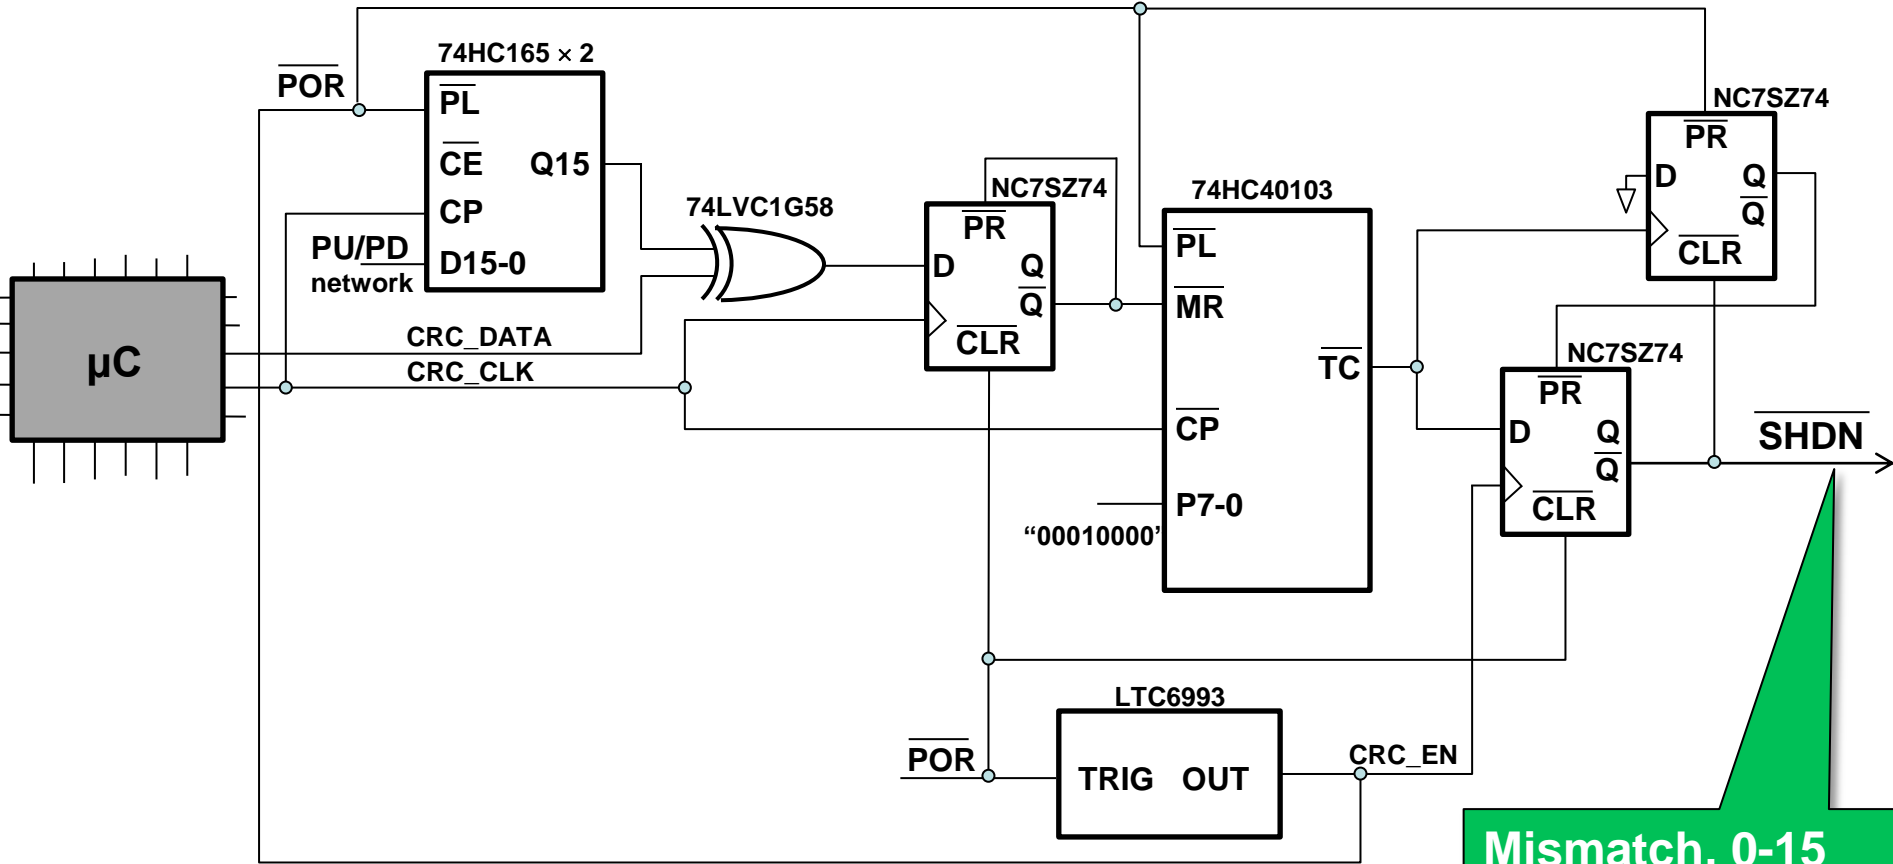 74HC165 × 2
POR
PL
CE
Q15
CP
PU/PD
network
D15-0
µC
CRC_DATA
CRC_CLK
74LVC1G58
NC7SZ74
PR
D
Q
Q
CLR
74HC40103
PL
MR
TC
CP
P7-0
“00010000’
NC7SZ74
PR
D
Q
Q
CLR
NC7SZ74
PR
D
Q
Q
CLR
SHDN
LTC6993
POR
TRIG OUT
CRC_EN
Mismatch, 0-15